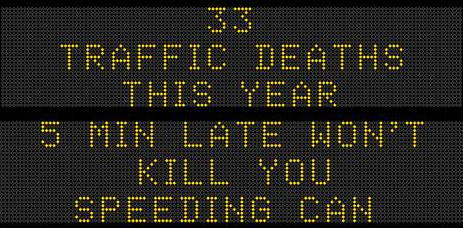 33
TRAFFIC DEATHS
THIS YEAR
5 MIN LATE WON'T
KILL YOU
SPEEDING CAN